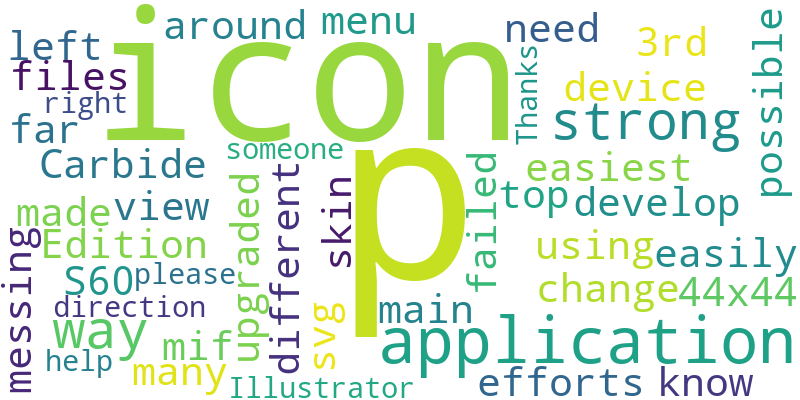 icon
p
application
strong
way
left
around
menu
need
3rd
files
right
far
device
possible
Thanks
Carbide
someone
easiest
made
view
top
develop
Edition
upgraded
different
skin
failed
using
easily
S60
please
change
44x44
messing
direction
main
svg
help
mif
many
Illustrator
efforts
know